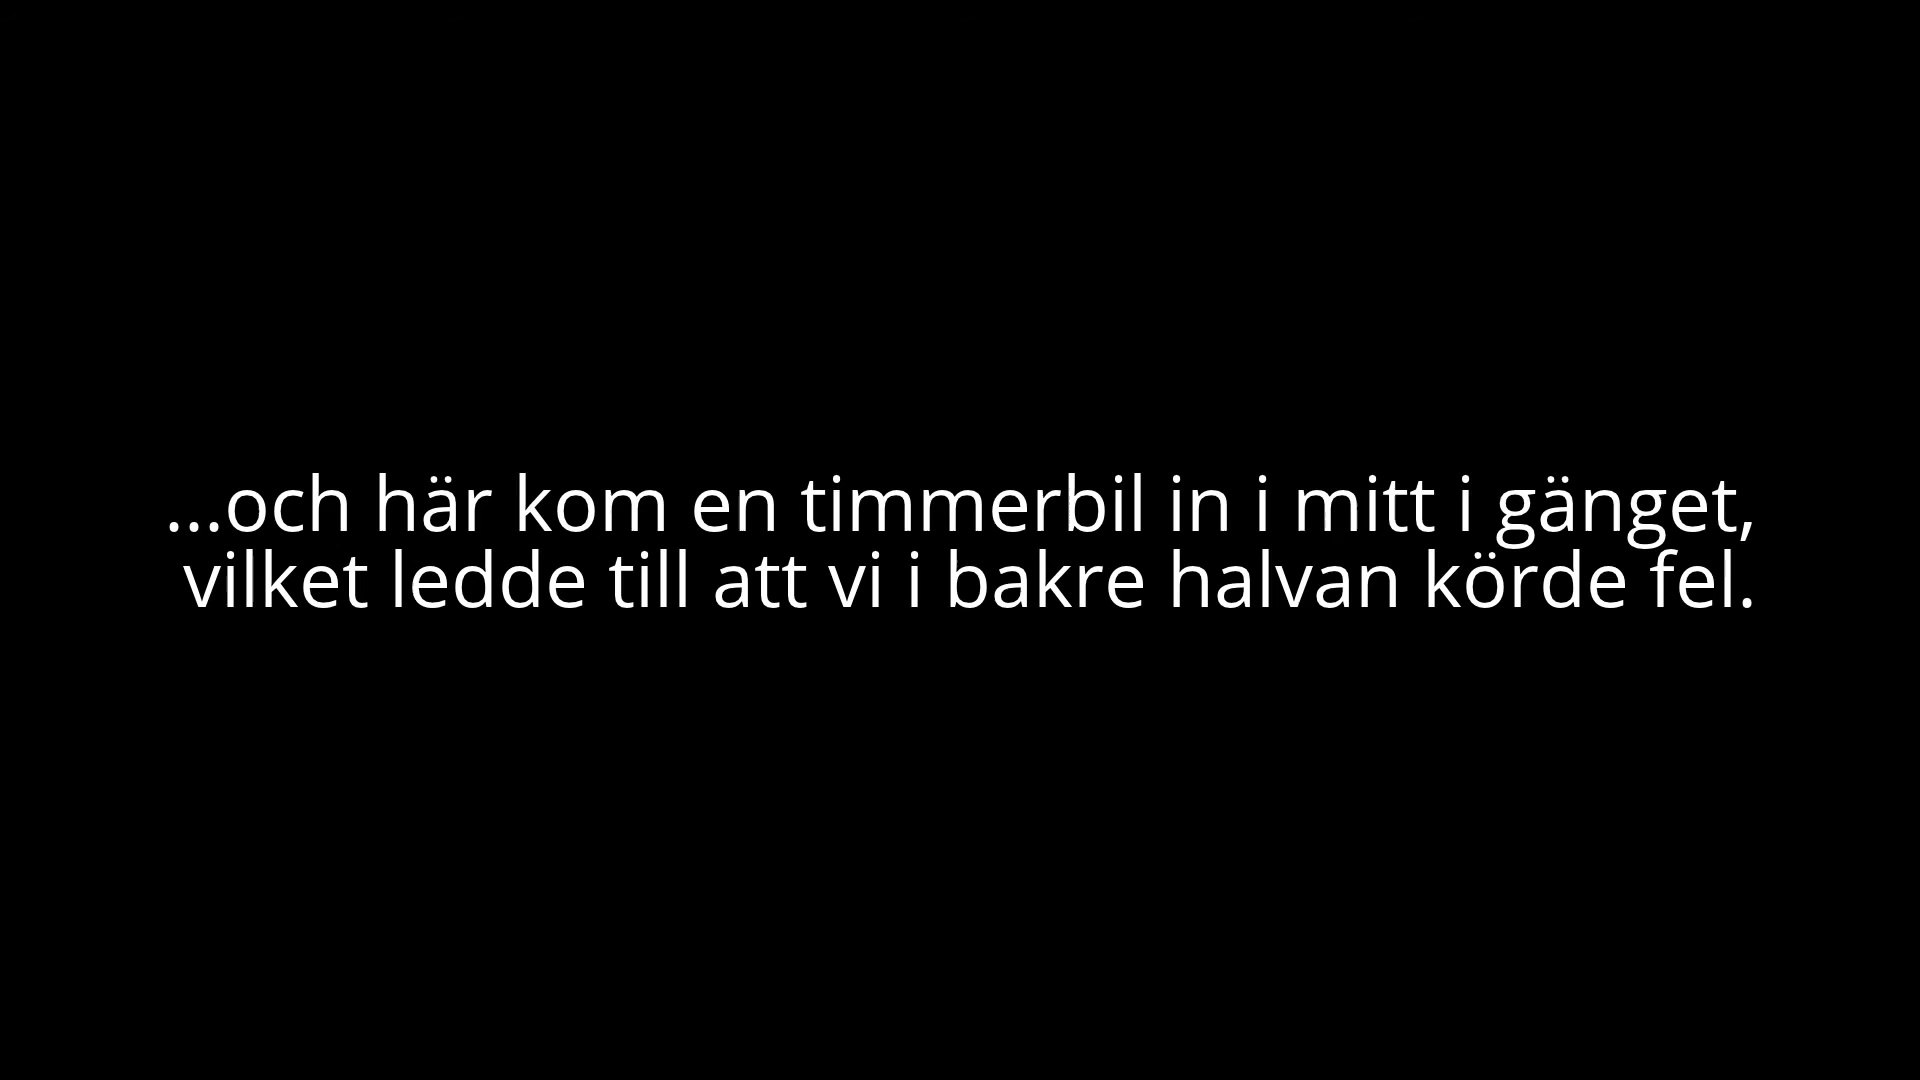 ...och här kom en timmerbil in i mitt i gänget,
vilket ledde till att vi i bakre halvan körde fel.